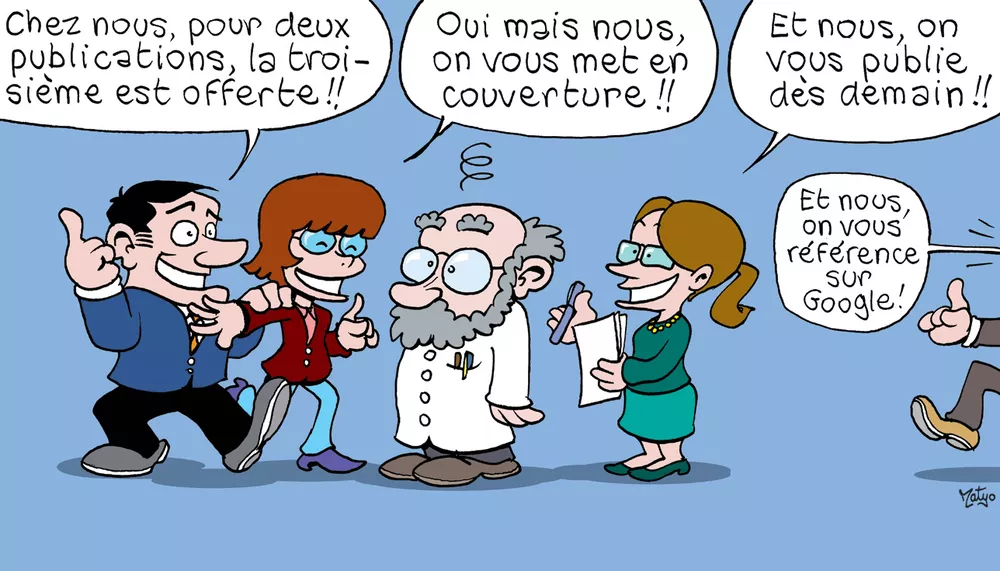 Chez nous, pour deux
publications, la troi-
sième est offerte !!
Oui mais nous,
on vous met en
couverture !!
Et nous, on
vous publie
dès demain !!
Et nous,
on vous
référence
sur
Google !
Matyo